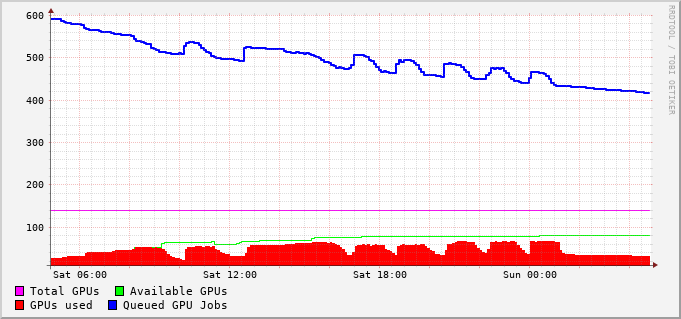 600
500
400
300
200
100
Sat 06:00 Sat 12:00 Sat 18:00 Sun 00:00
Total GPUs Available GPUs
GPUs used Queued GPU Jobs
RRDTOOL / TOBI OETIKER